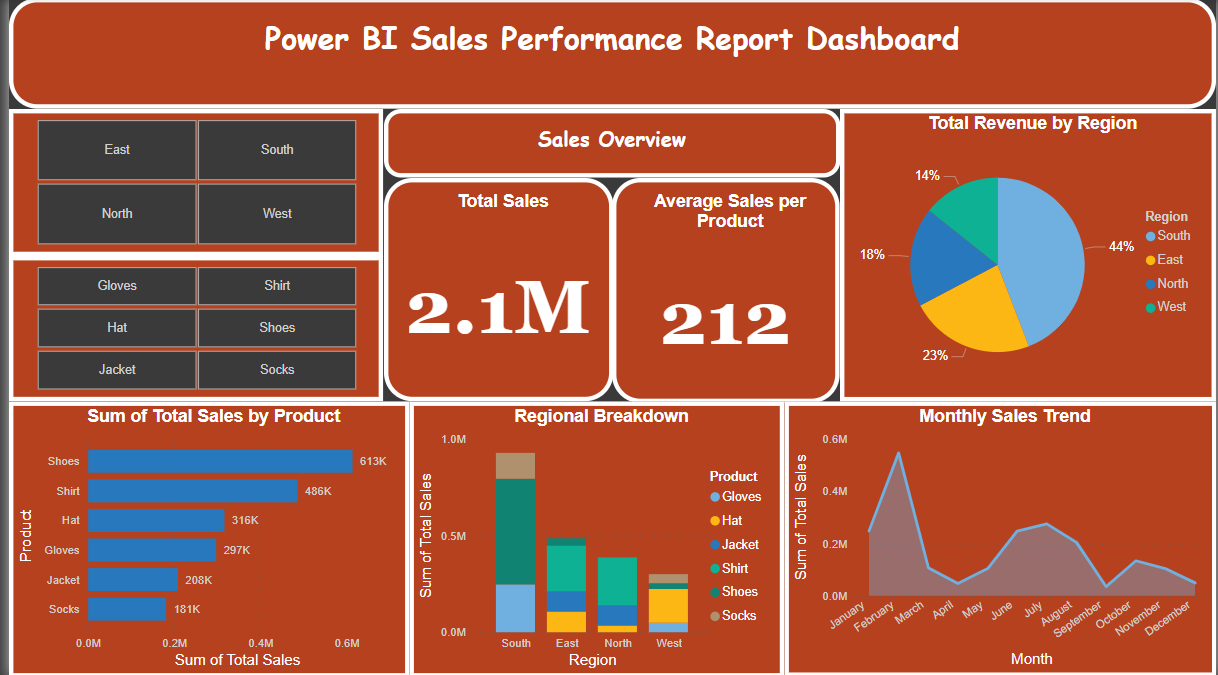 Power BI Sales Performance Report Dashboard
East
South
North
West
Gloves
Shirt
Hat
Shoes
Jacket
Socks
Sales Overview
Total Sales
2.1M
Average Sales per
Product
212
Total Revenue by Region
14%
44%
18%
23%
Region
South
East
North
West
Sum of Total Sales by Product
Product
Shoes
613K
Shirt
486K
Hat
316K
Gloves
297K
Jacket
208K
Socks
181K
0.0M 0.2M 0.4M 0.6M
Sum of Total Sales
Regional Breakdown
Sum of Total Sales
1.0M
0.5M
0.0M
South East North West
Region
Product
Gloves
Hat
Jacket
Shirt
Shoes
Socks
Monthly Sales Trend
Sum of Total Sales
0.6M
0.4M
0.2M
0.0M
January February March April May June July August September October November December
Month